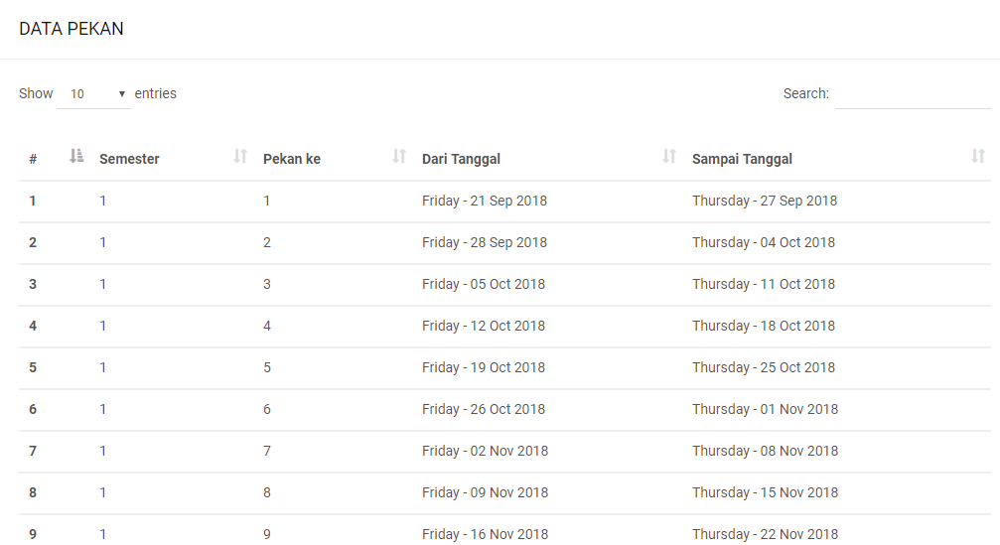 DATA PEKAN
Show 10 entries Search:
# Semester Pekan ke Dari Tanggal Sampai Tanggal
1 1 1 Friday - 21 Sep 2018 Thursday - 27 Sep 2018
2 1 2 Friday - 28 Sep 2018 Thursday - 04 Oct 2018
3 1 3 Friday - 05 Oct 2018 Thursday - 11 Oct 2018
4 1 4 Friday - 12 Oct 2018 Thursday - 18 Oct 2018
5 1 5 Friday - 19 Oct 2018 Thursday - 25 Oct 2018
6 1 6 Friday - 26 Oct 2018 Thursday - 01 Nov 2018
7 1 7 Friday - 02 Nov 2018 Thursday - 08 Nov 2018
8 1 8 Friday - 09 Nov 2018 Thursday - 15 Nov 2018
9 1 9 Friday - 16 Nov 2018 Thursday - 22 Nov 2018